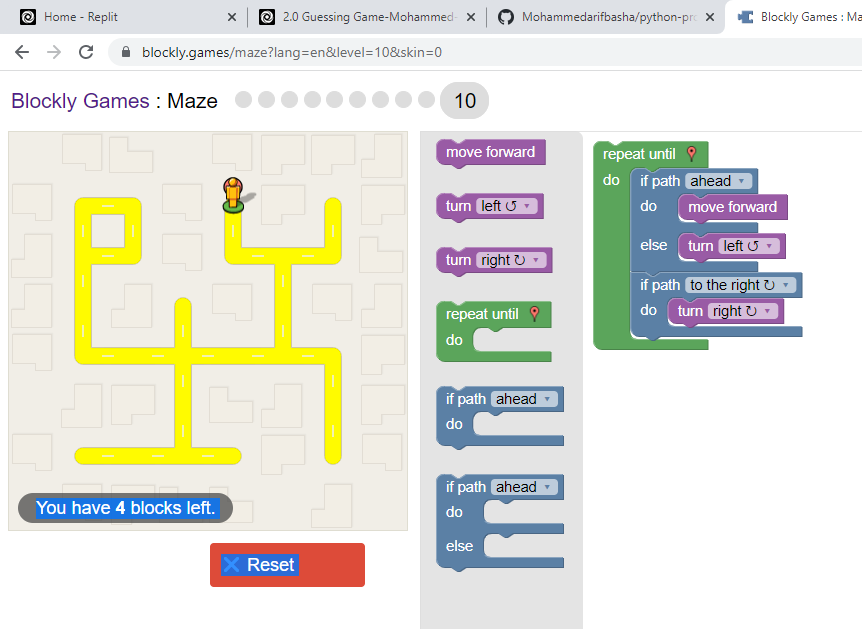 Home - Replit
2.0 Guessing Game-Mohammed-
Mohammedarifbasha/python-pro
Blockly Games : Ma
blockly.games/maze?lang=en&level=10&skin=0
Blockly Games : Maze
10
move forward
turn left ↺ ▾
turn right ↻ ▾
repeat until
do
if path ahead ▾
do
if path ahead ▾
do
else
repeat until
do
if path ahead ▾
do move forward
else turn left ↺ ▾
if path to the right ↻ ▾
do turn right ↻ ▾
You have 4 blocks left.
Reset